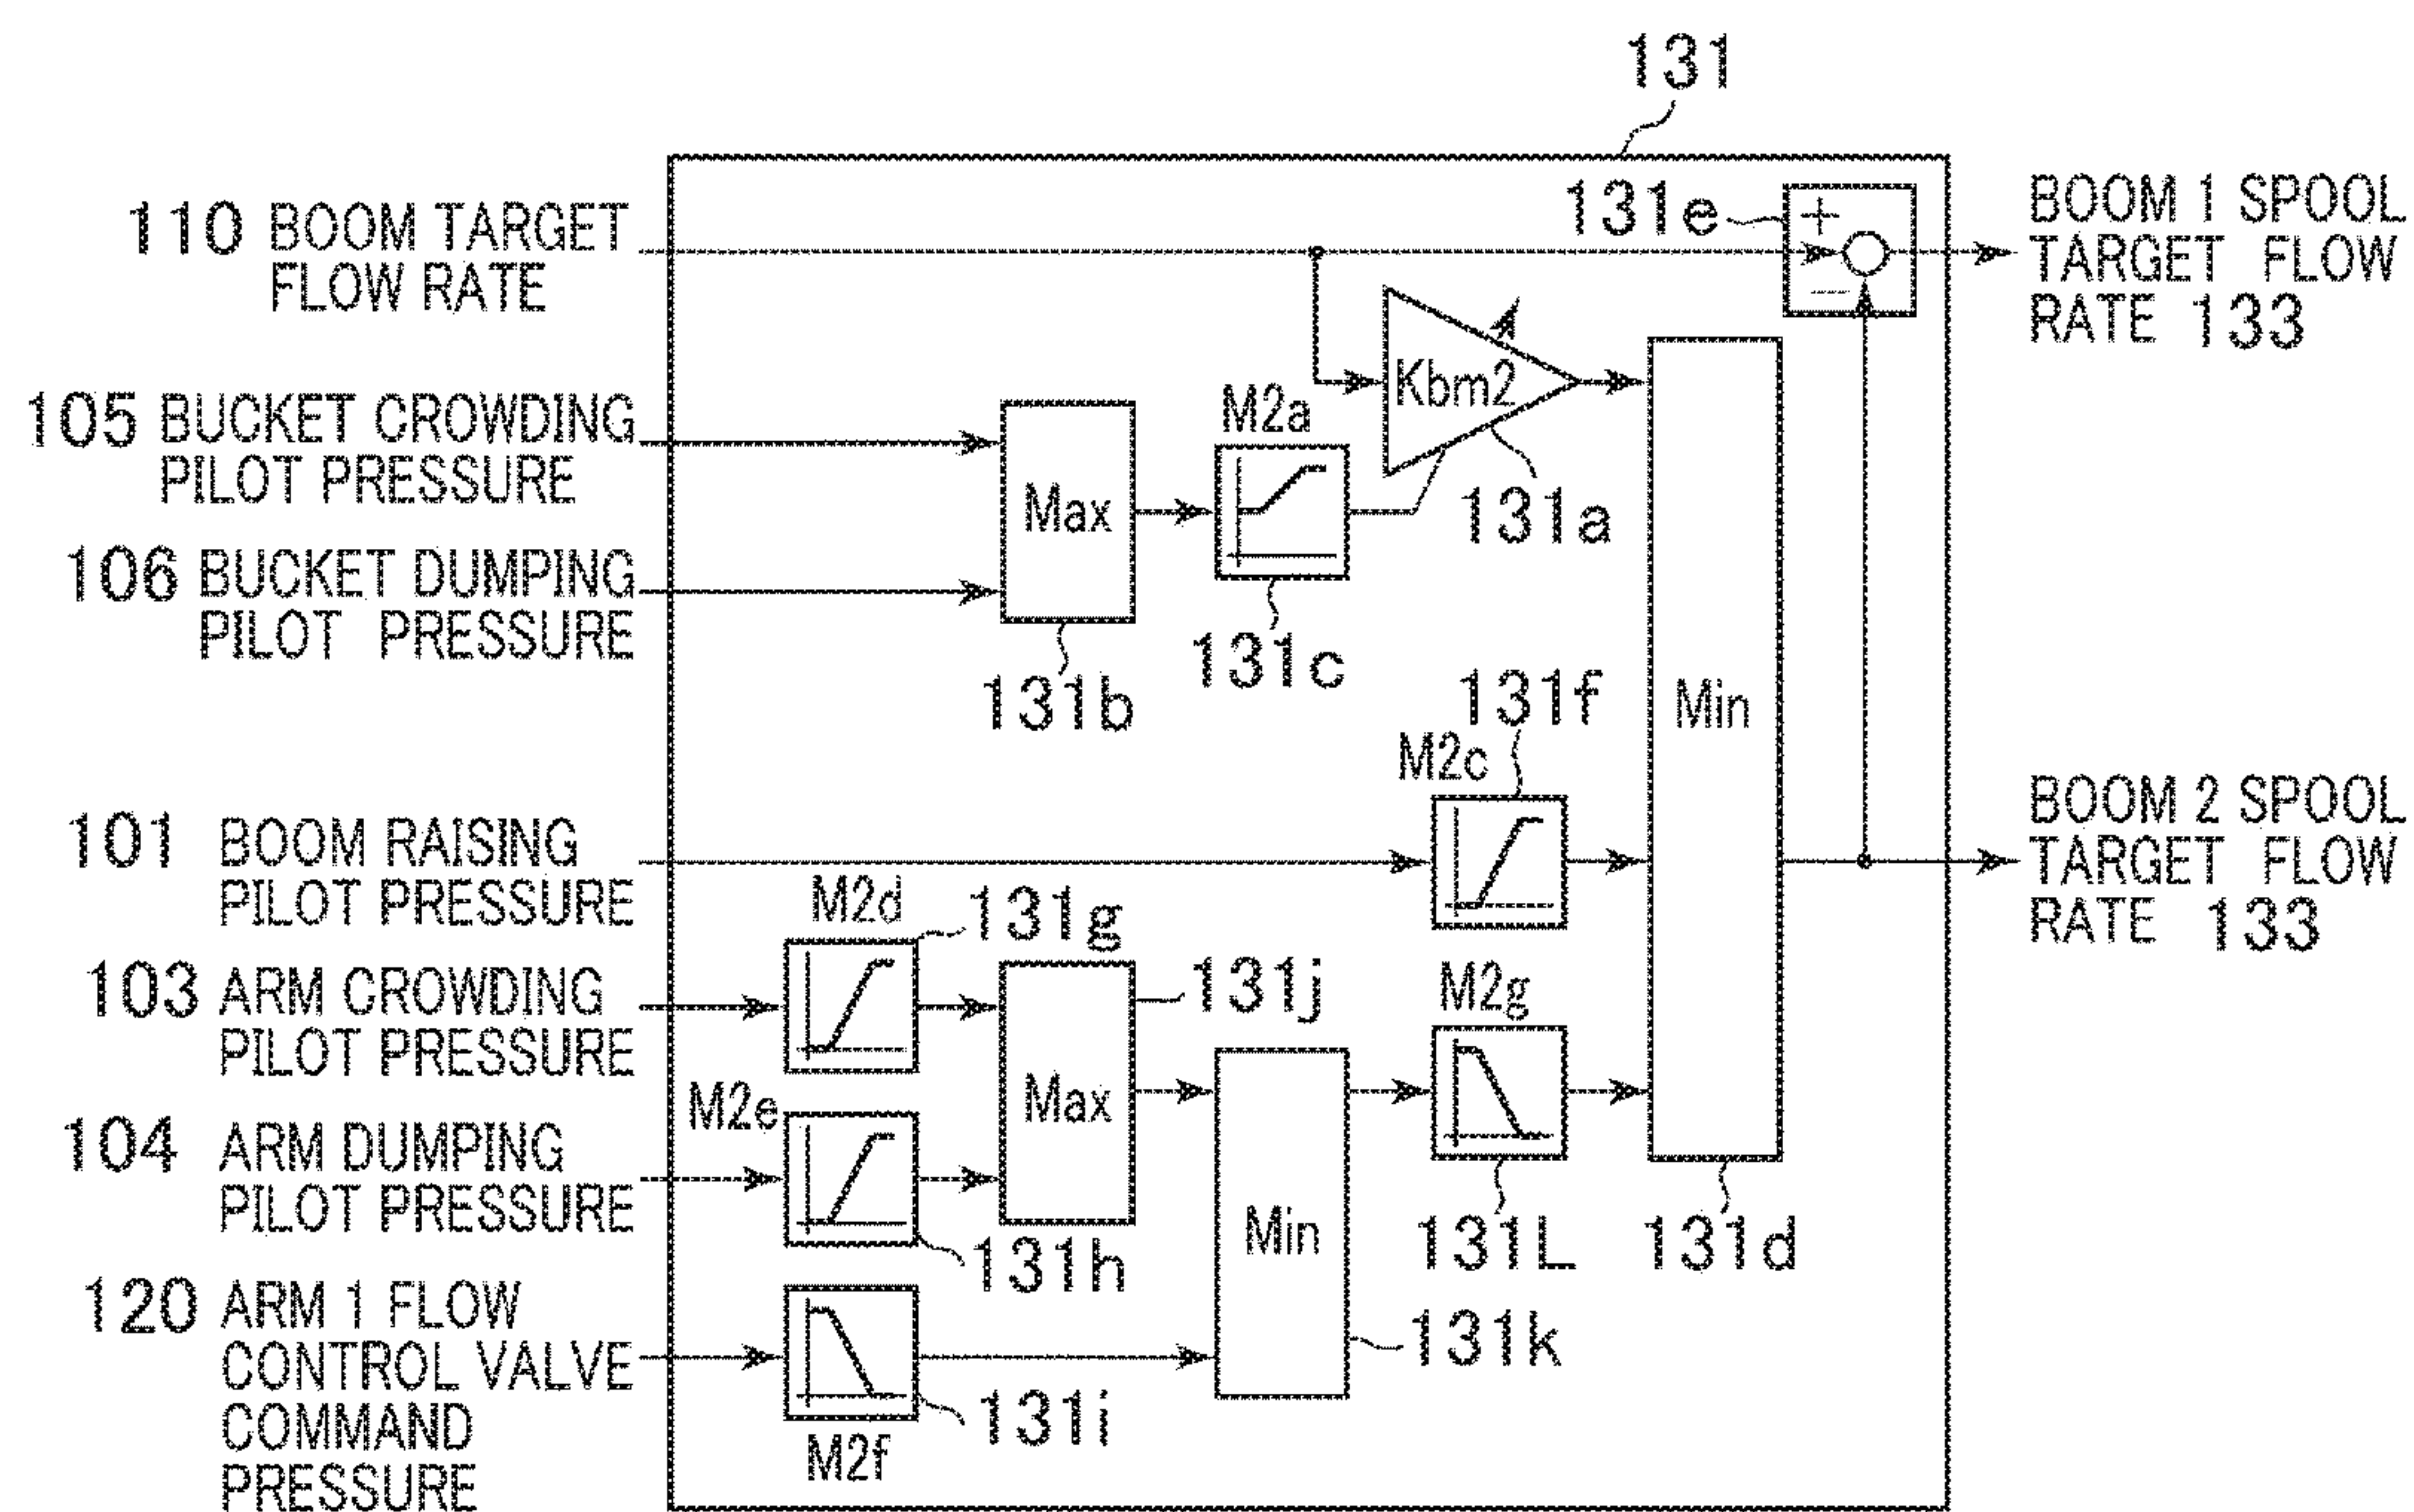 131
110 BOOM TARGET
FLOW RATE
131e
+
−
BOOM 1 SPOOL
TARGET FLOW
RATE 133
105 BUCKET CROWDING
PILOT PRESSURE
Max
M2a
Kbm2
131a
106 BUCKET DUMPING
PILOT PRESSURE
131b
131c
131f
M2c
Min
101 BOOM RAISING
PILOT PRESSURE
BOOM 2 SPOOL
TARGET FLOW
RATE 133
M2d
131g
103 ARM CROWDING
PILOT PRESSURE
131j
M2g
M2e
Max
104 ARM DUMPING
PILOT PRESSURE
131h
Min
131L
131d
120 ARM 1 FLOW
CONTROL VALVE
COMMAND
PRESSURE
131k
131i
M2f